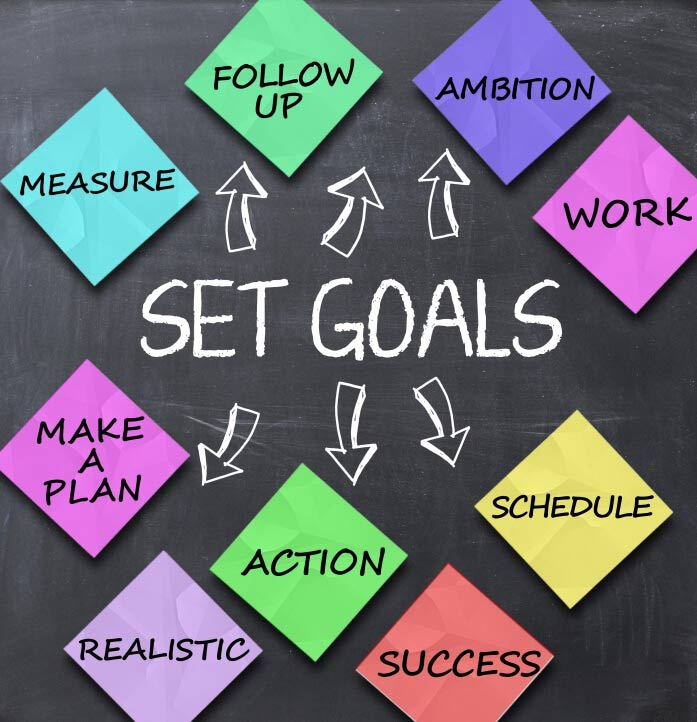 FOLLOW
UP
AMBITION
MEASURE
WORK
SET GOALS
MAKE
A
PLAN
SCHEDULE
ACTION
REALISTIC
SUCCESS